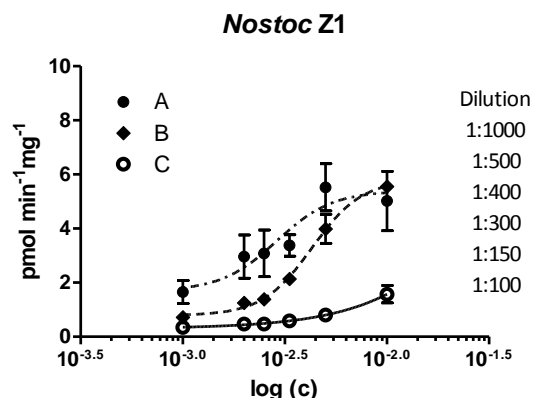 Nostoc Z1
pmol min⁻¹mg⁻¹
10
8
6
4
2
0
A
B
C
Dilution
1:1000
1:500
1:400
1:300
1:150
1:100
10⁻³·⁵ 10⁻³·⁰ 10⁻²·⁵ 10⁻²·⁰ 10⁻¹·⁵
log (c)